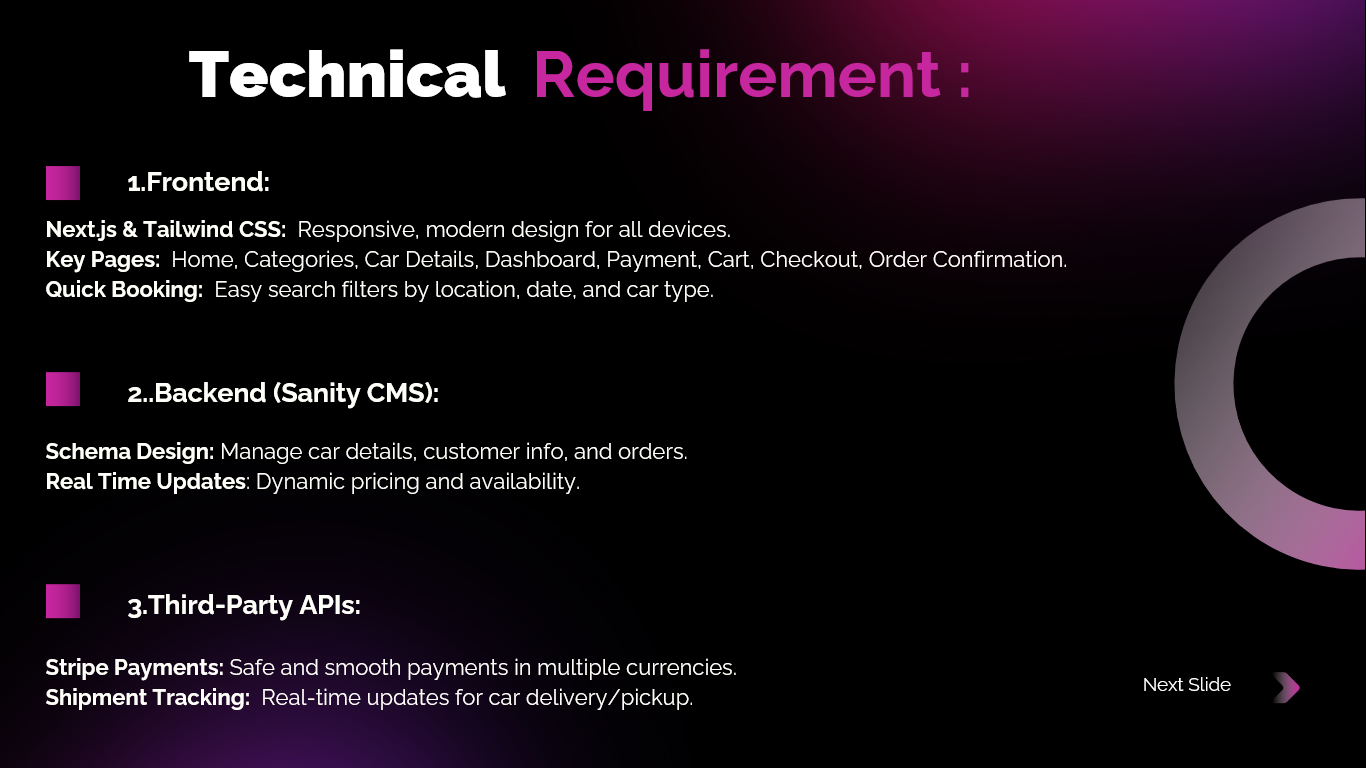 Technical Requirement :
1.Frontend:
Next.js & Tailwind CSS: Responsive, modern design for all devices.
Key Pages: Home, Categories, Car Details, Dashboard, Payment, Cart, Checkout, Order Confirmation.
Quick Booking: Easy search filters by location, date, and car type.
2..Backend (Sanity CMS):
Schema Design: Manage car details, customer info, and orders.
Real Time Updates: Dynamic pricing and availability.
3.Third-Party APIs:
Stripe Payments: Safe and smooth payments in multiple currencies.
Shipment Tracking: Real-time updates for car delivery/pickup.
Next Slide